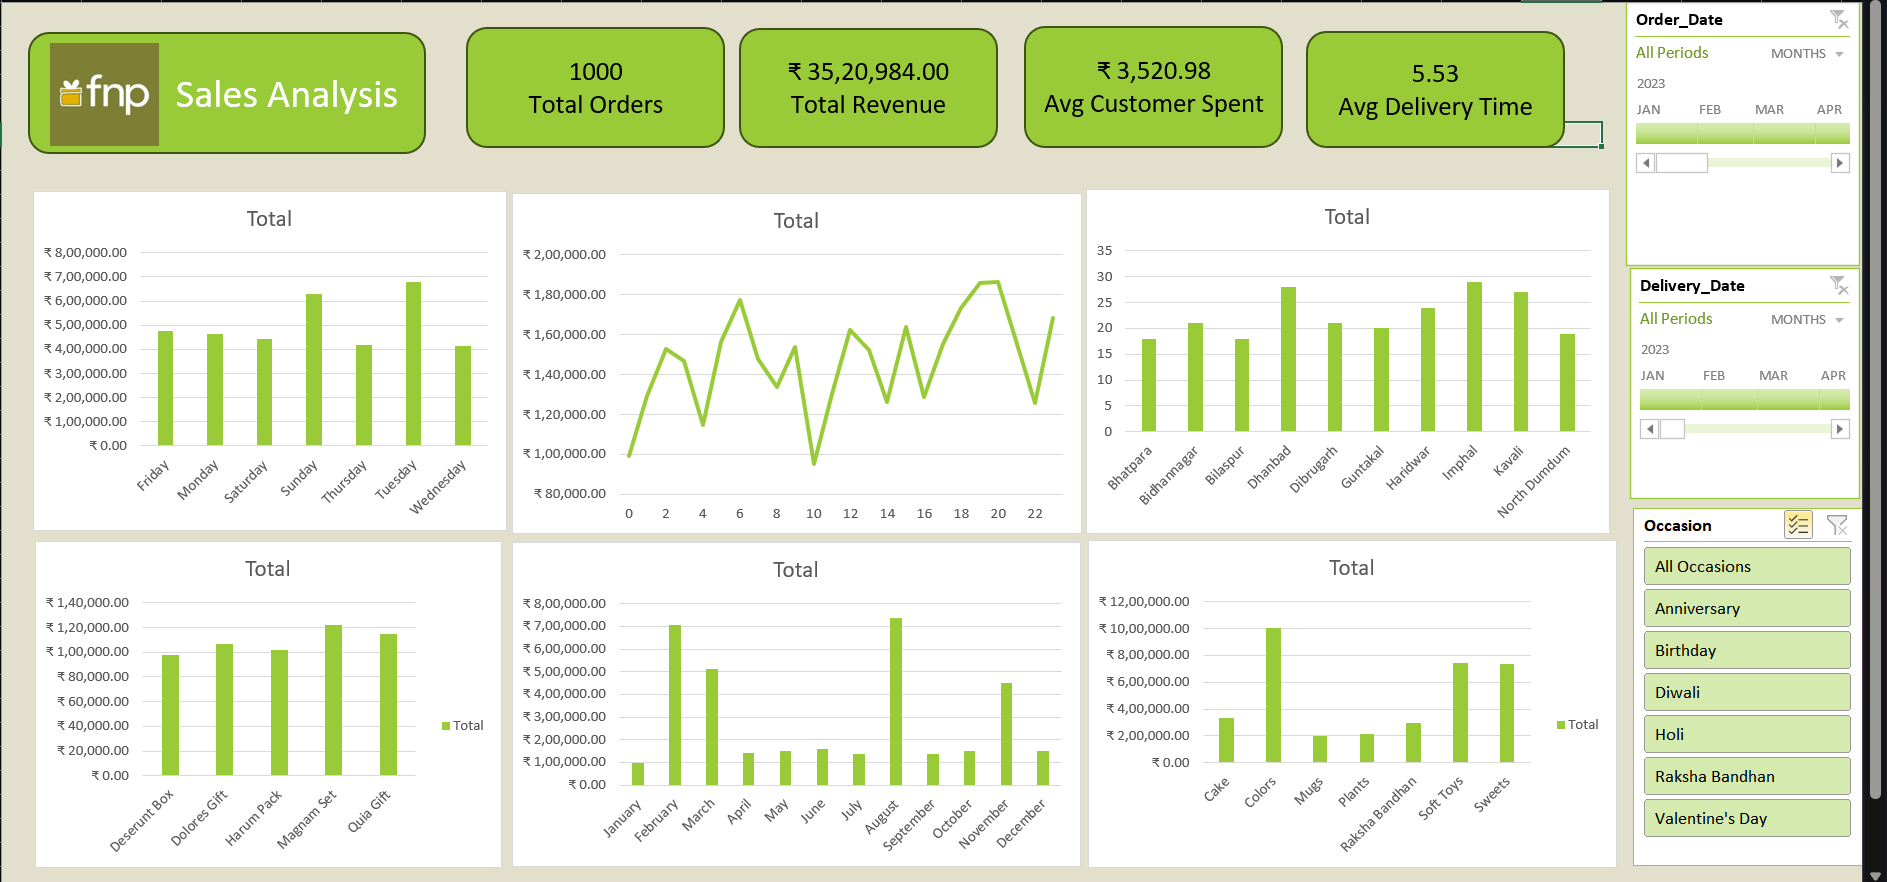 fnp
Sales Analysis
1000
Total Orders
₹ 35,20,984.00
Total Revenue
₹ 3,520.98
Avg Customer Spent
5.53
Avg Delivery Time
Order_Date
All Periods
MONTHS
2023
JAN FEB MAR APR
Total
₹ 8,00,000.00
₹ 7,00,000.00
₹ 6,00,000.00
₹ 5,00,000.00
₹ 4,00,000.00
₹ 3,00,000.00
₹ 2,00,000.00
₹ 1,00,000.00
₹ 0.00
Friday
Monday
Saturday
Sunday
Thursday
Tuesday
Wednesday
Total
₹ 2,00,000.00
₹ 1,80,000.00
₹ 1,60,000.00
₹ 1,40,000.00
₹ 1,20,000.00
₹ 1,00,000.00
₹ 80,000.00
0 2 4 6 8 10 12 14 16 18 20 22
Total
35
30
25
20
15
10
5
0
Bhatpara
Bidhannagar
Bilaspur
Dhanbad
Dibrugarh
Guntakal
Haridwar
Imphal
Kavali
North Dumdum
Delivery_Date
All Periods
MONTHS
2023
JAN FEB MAR APR
Total
₹ 1,40,000.00
₹ 1,20,000.00
₹ 1,00,000.00
₹ 80,000.00
₹ 60,000.00
₹ 40,000.00
₹ 20,000.00
₹ 0.00
Deserunt Box
Dolores Gift
Harum Pack
Magnam Set
Quia Gift
Total
Total
₹ 8,00,000.00
₹ 7,00,000.00
₹ 6,00,000.00
₹ 5,00,000.00
₹ 4,00,000.00
₹ 3,00,000.00
₹ 2,00,000.00
₹ 1,00,000.00
₹ 0.00
January
February
March
April
May
June
July
August
September
October
November
December
Total
₹ 12,00,000.00
₹ 10,00,000.00
₹ 8,00,000.00
₹ 6,00,000.00
₹ 4,00,000.00
₹ 2,00,000.00
₹ 0.00
Cake
Colors
Mugs
Plants
Raksha Bandhan
Soft Toys
Sweets
Total
Occasion
All Occasions
Anniversary
Birthday
Diwali
Holi
Raksha Bandhan
Valentine's Day